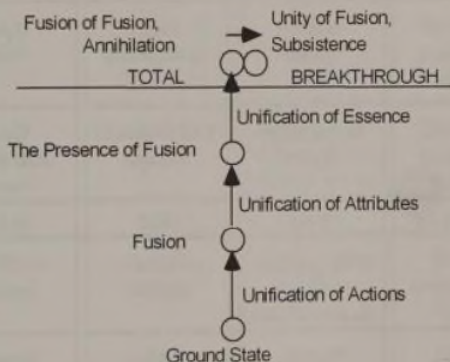 Fusion of Fusion,
Annihilation
Unity of Fusion,
Subsistence
TOTAL BREAKTHROUGH
Unification of Essence
The Presence of Fusion
Unification of Attributes
Fusion
Unification of Actions
Ground State